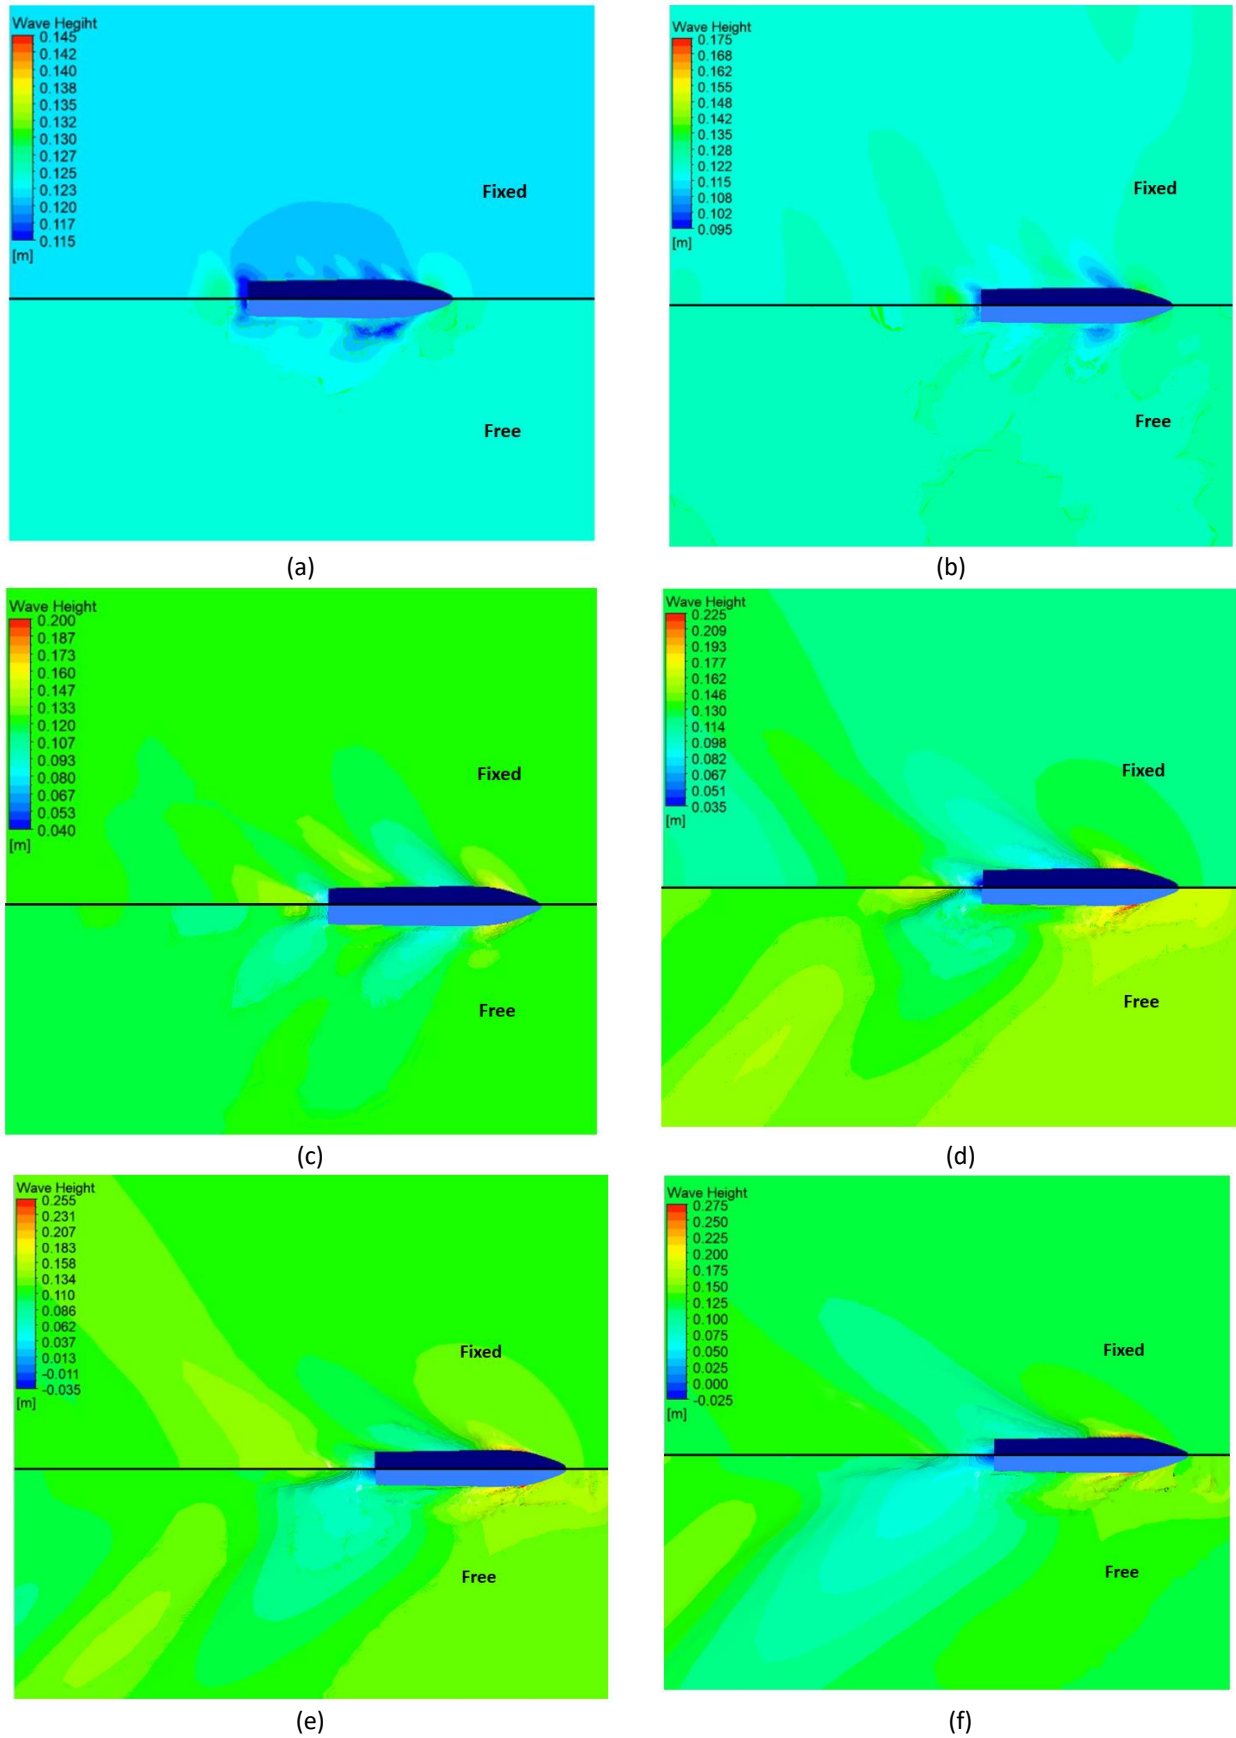 Wave Hegiht
0.145
0.142
0.140
0.138
0.135
0.132
0.130
0.127
0.125
0.123
0.120
0.117
0.115
[m]
Fixed
Free
(a)
Wave Height
0.175
0.168
0.162
0.155
0.148
0.142
0.135
0.128
0.122
0.115
0.108
0.102
0.095
[m]
Fixed
Free
(b)
Wave Height
0.200
0.187
0.173
0.160
0.147
0.133
0.120
0.107
0.093
0.080
0.067
0.053
0.040
[m]
Fixed
Free
(c)
Wave Height
0.225
0.209
0.193
0.177
0.162
0.146
0.130
0.114
0.098
0.082
0.067
0.051
0.035
[m]
Fixed
Free
(d)
Wave Height
0.255
0.231
0.207
0.183
0.158
0.134
0.110
0.086
0.062
0.037
0.013
-0.011
-0.035
[m]
Fixed
Free
(e)
Wave Height
0.275
0.250
0.225
0.200
0.175
0.150
0.125
0.100
0.075
0.050
0.025
0.000
-0.025
[m]
Fixed
Free
(f)